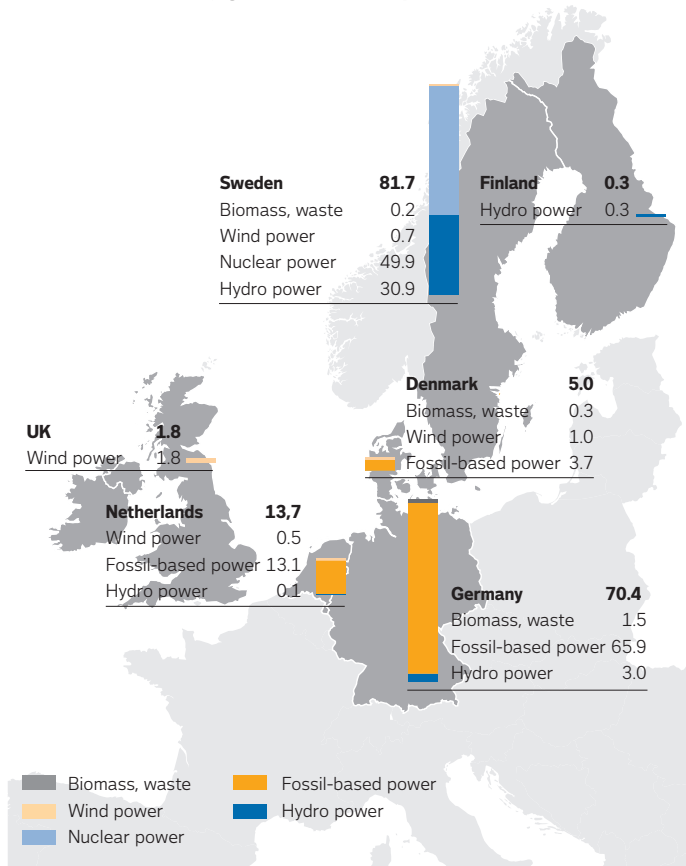 Sweden 81.7
Biomass, waste 0.2
Wind power 0.7
Nuclear power 49.9
Hydro power 30.9
Finland 0.3
Hydro power 0.3
Denmark 5.0
Biomass, waste 0.3
Wind power 1.0
Fossil-based power 3.7
UK 1.8
Wind power 1.8
Netherlands 13,7
Wind power 0.5
Fossil-based power 13.1
Hydro power 0.1
Germany 70.4
Biomass, waste 1.5
Fossil-based power 65.9
Hydro power 3.0
Biomass, waste
Wind power
Nuclear power
Fossil-based power
Hydro power